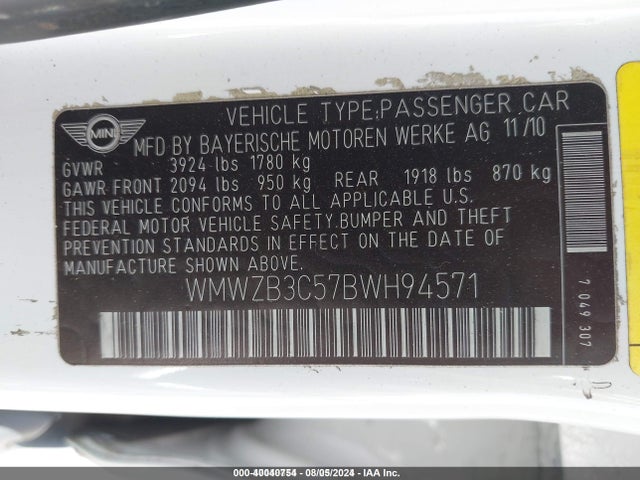 VEHICLE TYPE:PASSENGER CAR
MINI
MFD BY BAYERISCHE MOTOREN WERKE AG 11/10
GVWR 3924 lbs 1780 kg
GAWR FRONT 2094 lbs 950 kg REAR 1918 lbs 870 kg
THIS VEHICLE CONFORMS TO ALL APPLICABLE U.S.
FEDERAL MOTOR VEHICLE SAFETY,BUMPER AND THEFT
PREVENTION STANDARDS IN EFFECT ON THE DATE OF
MANUFACTURE SHOWN ABOVE.
WMWZB3C57BWH94571
7 049 307
000-40040754 - 08/05/2024 - IAA Inc.